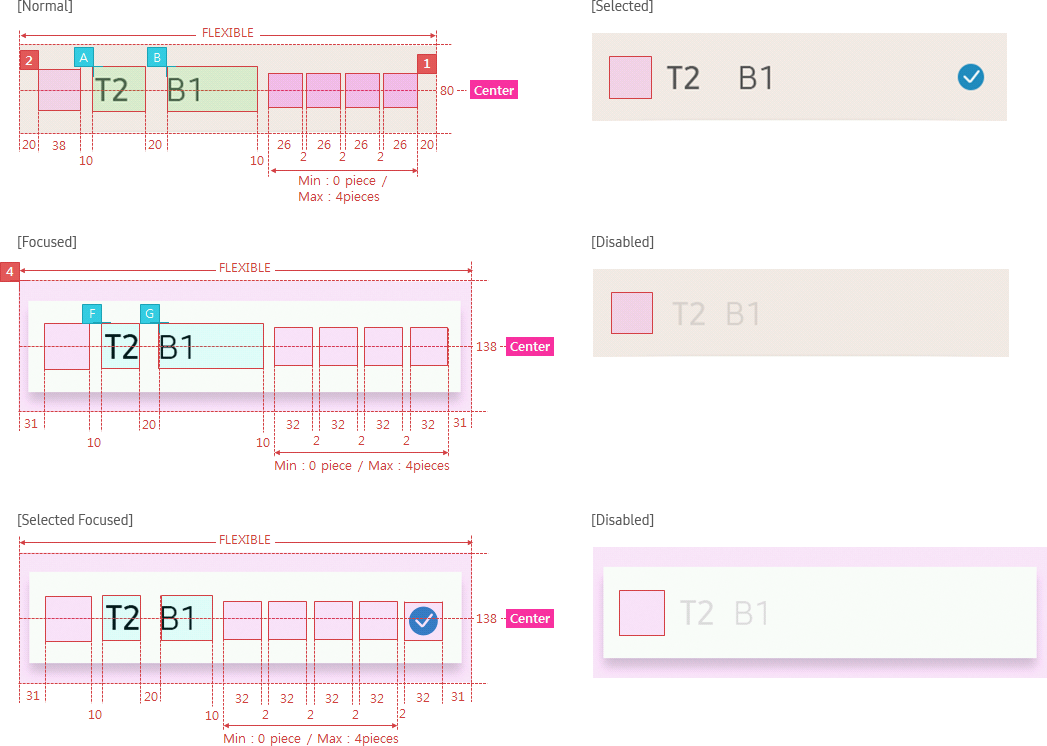 [Normal]
FLEXIBLE
2
A
B
1
T2
B1
80
Center
20
38
10
20
10
26
2
26
2
26
2
26
20
Min : 0 piece /
Max : 4pieces
[Selected]
T2 B1
[Focused]
4
FLEXIBLE
F
G
T2
B1
138
Center
31
10
20
10
32
2
32
2
32
2
32
31
Min : 0 piece / Max : 4pieces
[Disabled]
T2 B1
[Selected Focused]
FLEXIBLE
T2
B1
138
Center
31
10
20
10
32
2
32
2
32
2
32
2
32
31
Min : 0 piece / Max : 4pieces
[Disabled]
T2 B1